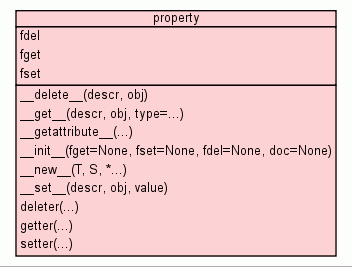 property
fdel
fget
fset
__delete__(descr, obj)
__get__(descr, obj, type=...)
__getattribute__(...)
__init__(fget=None, fset=None, fdel=None, doc=None)
__new__(T, S, *...)
__set__(descr, obj, value)
deleter(...)
getter(...)
setter(...)